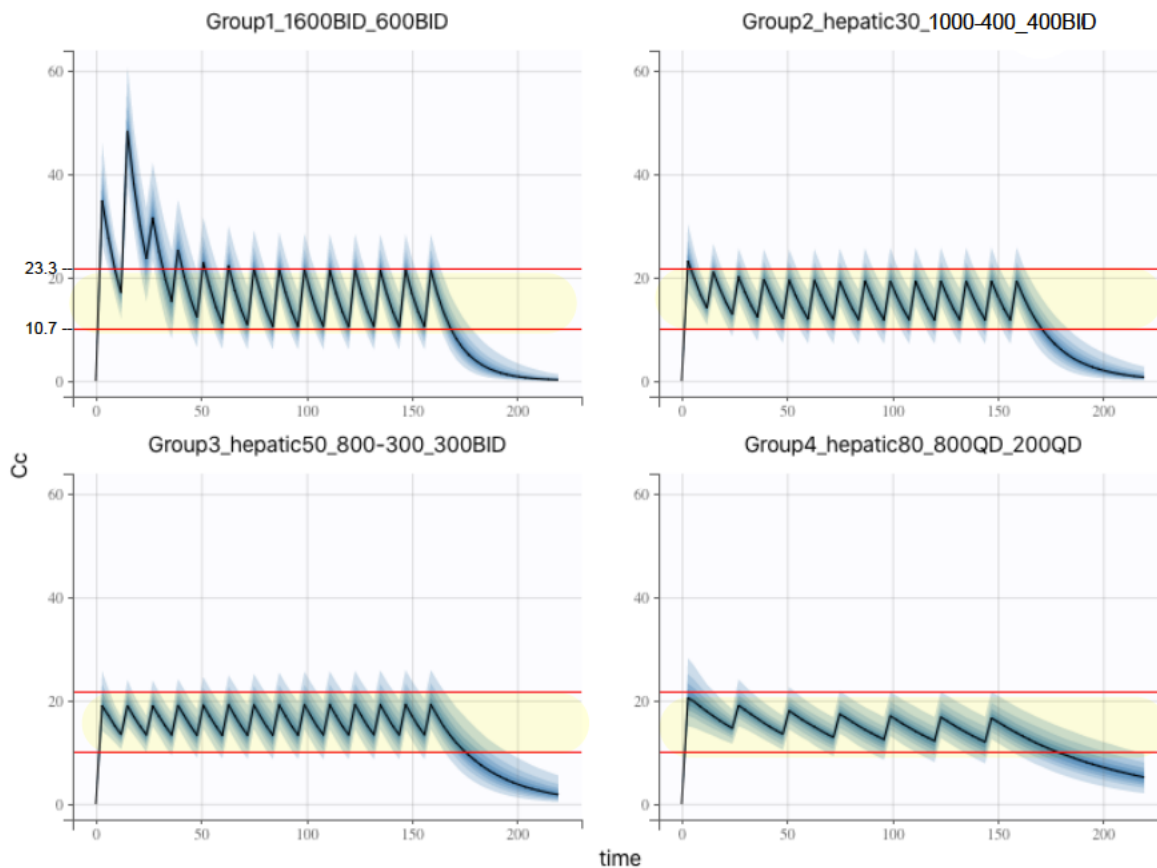 Group1_1600BID_600BID
Group2_hepatic30_1000-400_400BID
60
40
23.3
20
10.7
0
0 50 100 150 200
60
40
20
0
0 50 100 150 200
Group3_hepatic50_800-300_300BID
Group4_hepatic80_800QD_200QD
Cc
60
40
20
0
0 50 100 150 200
60
40
20
0
0 50 100 150 200
time